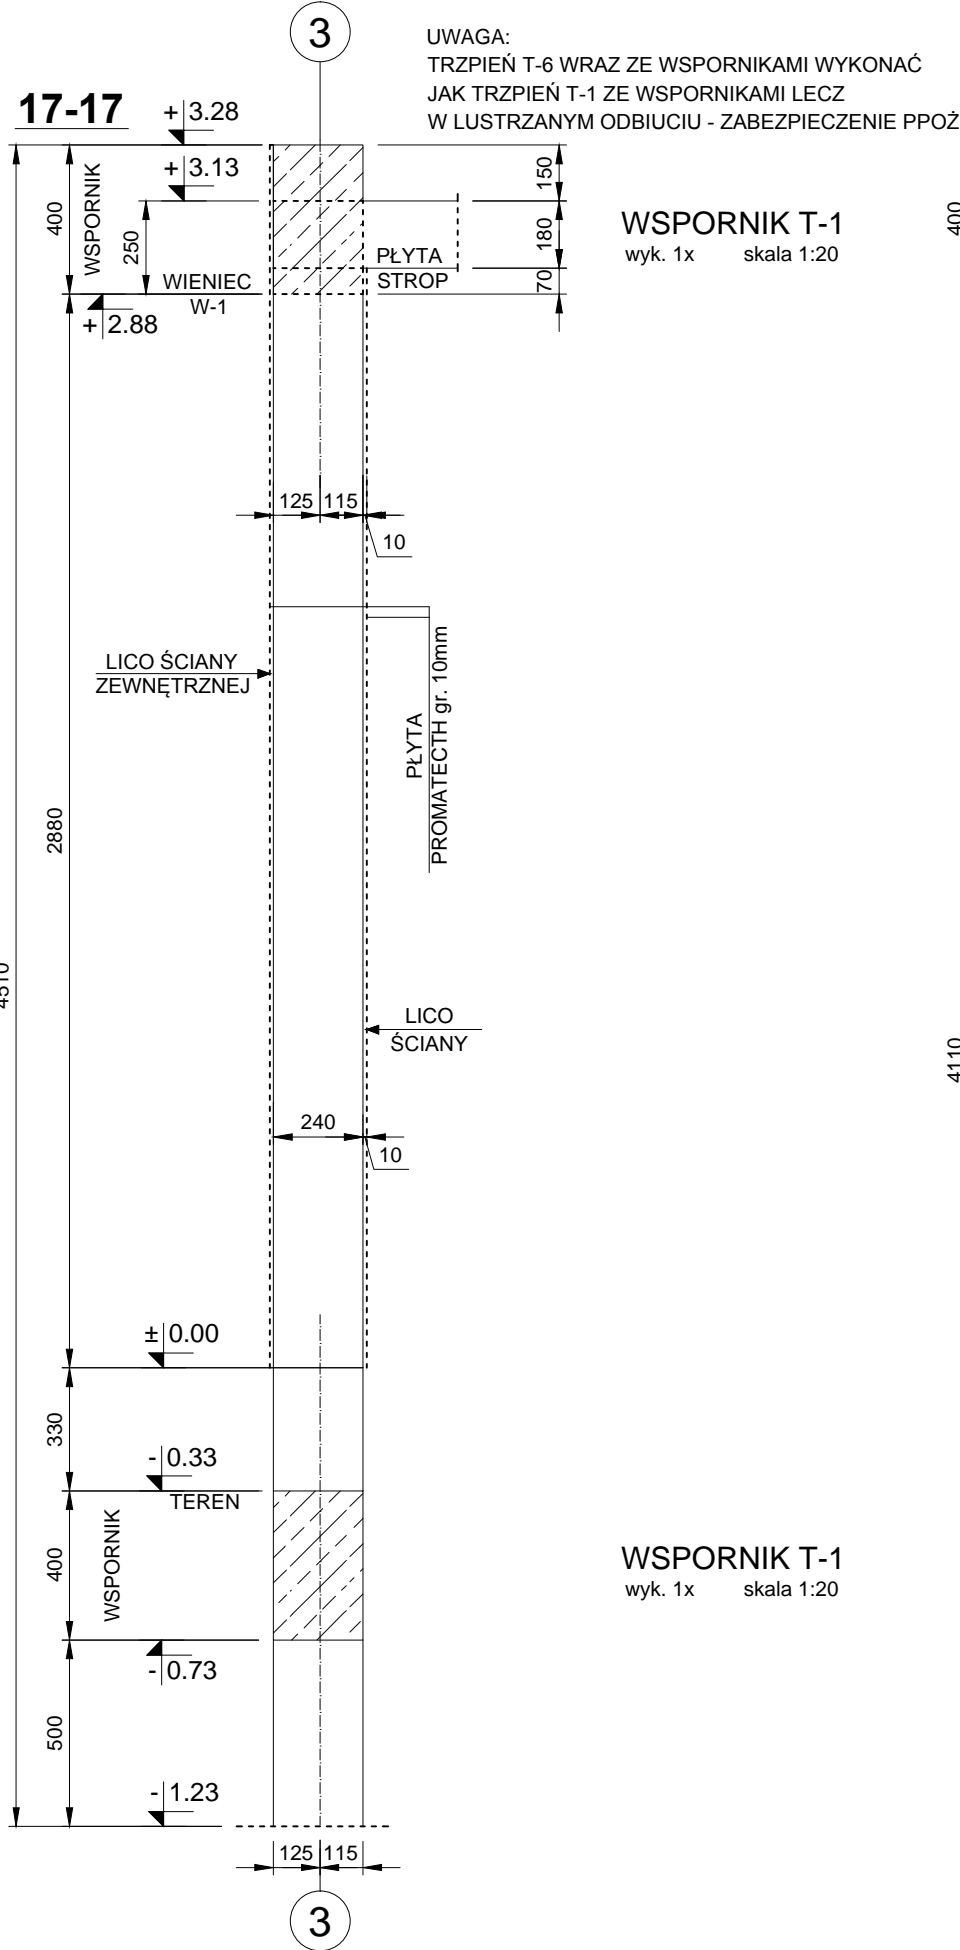 3
UWAGA:
TRZPIEŃ T-6 WRAZ ZE WSPORNIKAMI WYKONAĆ
JAK TRZPIEŃ T-1 ZE WSPORNIKAMI LECZ
W LUSTRZANYM ODBIUCIU - ZABEZPIECZENIE PPOŻ
17-17
+ 3.28
+ 3.13
400
WSPORNIK
250
WIENIEC
W-1
+ 2.88
PŁYTA
STROP
150
180
70
WSPORNIK T-1
wyk. 1x skala 1:20
400
125 115
10
LICO ŚCIANY
ZEWNĘTRZNEJ
PŁYTA
PROMATECTH gr. 10mm
2880
4510
LICO
ŚCIANY
4110
240
10
± 0.00
330
- 0.33
TEREN
400
WSPORNIK
WSPORNIK T-1
wyk. 1x skala 1:20
- 0.73
500
- 1.23
125 115
3